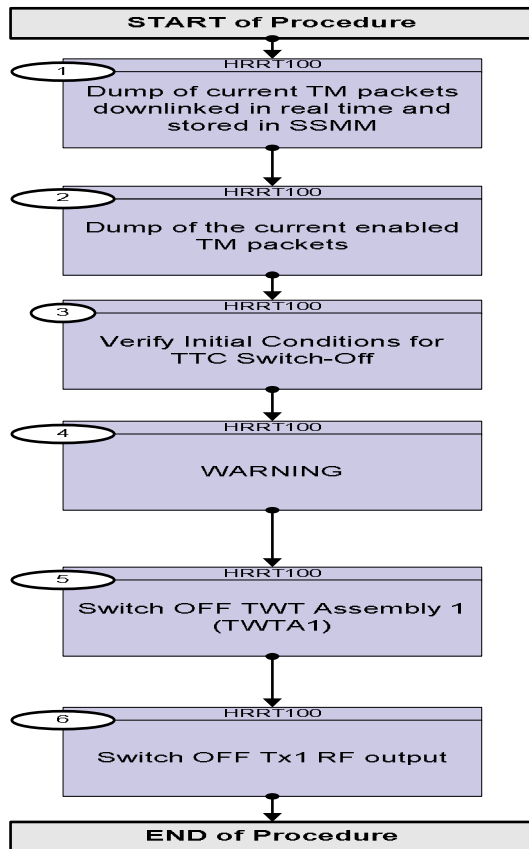 START of Procedure
HRRT100
1
Dump of current TM packets
downlinked in real time and
stored in SSMM
HRRT100
2
Dump of the current enabled
TM packets
HRRT100
3
Verify Initial Conditions for
TTC Switch-Off
HRRT100
4
WARNING
HRRT100
5
Switch OFF TWT Assembly 1
(TWTA1)
HRRT100
6
Switch OFF Tx1 RF output
END of Procedure